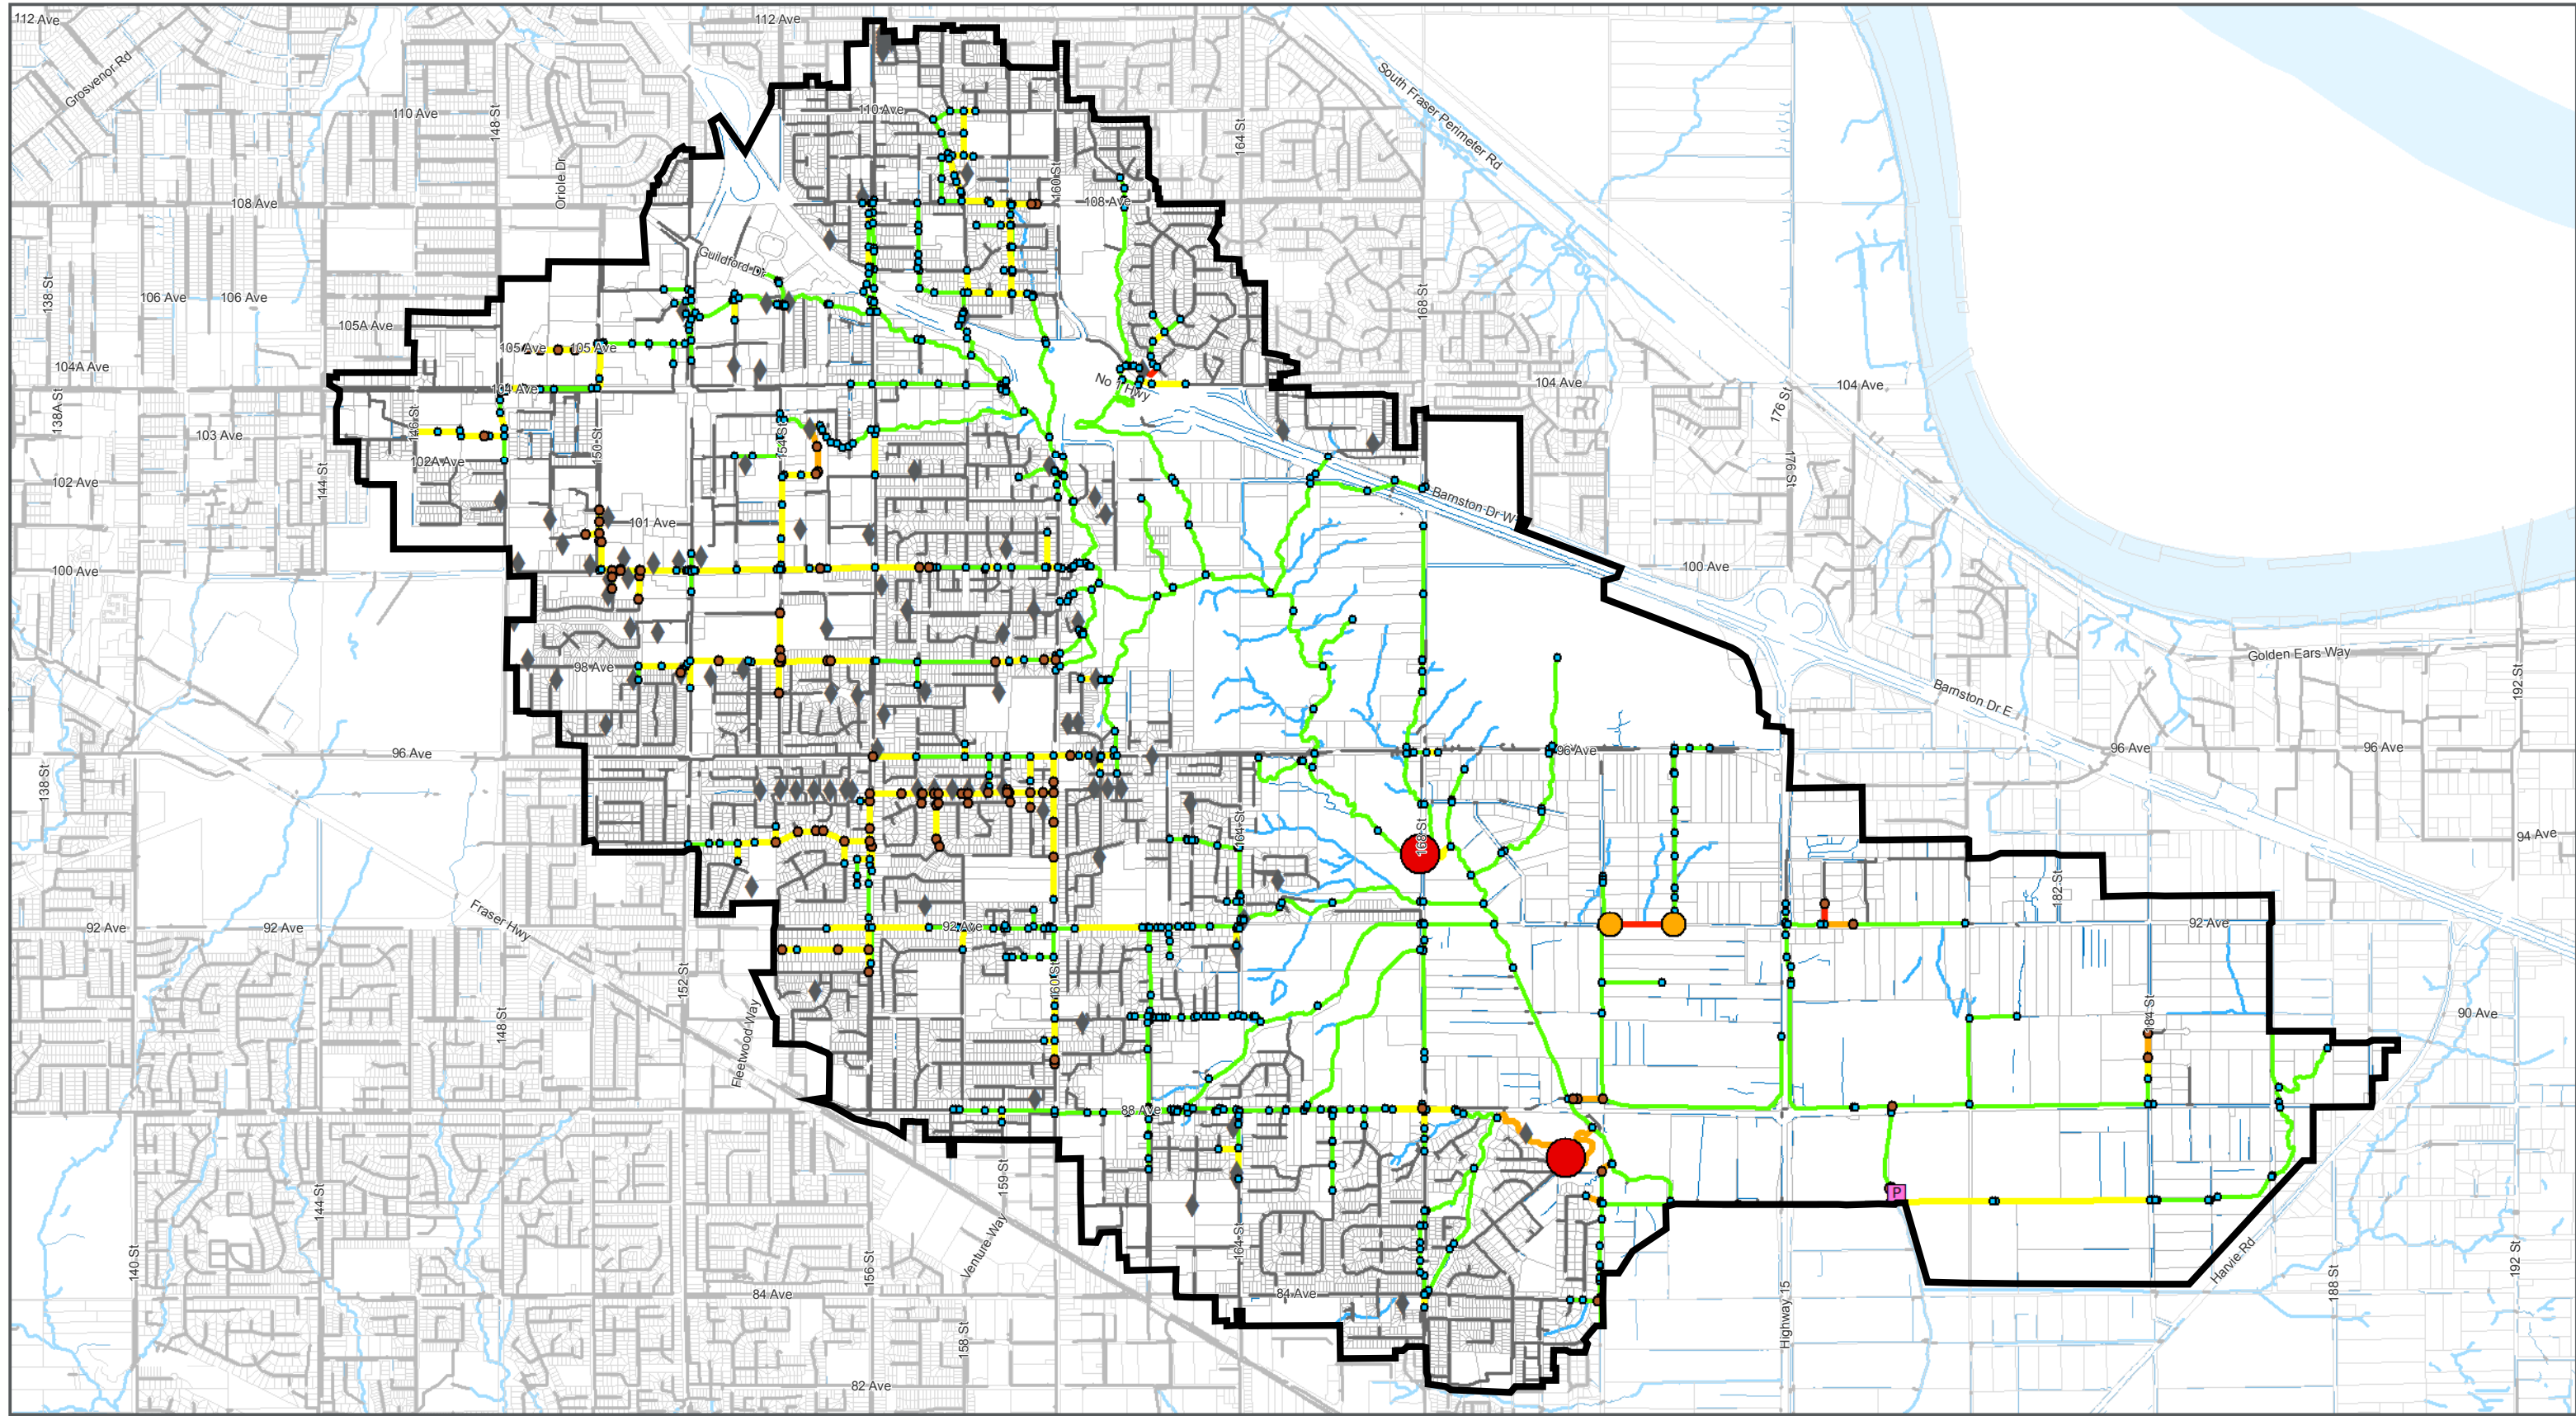 112 Ave
112 Ave
Grosvenor Rd
South Fraser Perimeter Rd
110 Ave
148 St
110 Ave
164 St
Oriole Dr
160 St
108 Ave
108 Ave
Guildford Dr
138 St
106 Ave
106 Ave
168 St
105A Ave
105 Ave
105 Ave
104A Ave
No 1 Hwy
104 Ave
104 Ave
104 Ave
138A St
146 St
176 St
103 Ave
150 St
154 St
102A Ave
102 Ave
144 St
176 St
Barnston Dr W
101 Ave
100 Ave
100 Ave
98 Ave
Golden Ears Way
192 St
Barnston Dr E
96 Ave
96 Ave
96 Ave
96 Ave
138 St
164 St
168 St
94 Ave
182 St
Fraser Hwy
92 Ave
92 Ave
92 Ave
92 Ave
152 St
160 St
148 St
184 St
90 Ave
Fleetwood Way
88 Ave
159 St
P
144 St
140 St
156 St
Venture Way
164 St
Harvie Rd
188 St
192 St
84 Ave
84 Ave
Highway 15
158 St
82 Ave